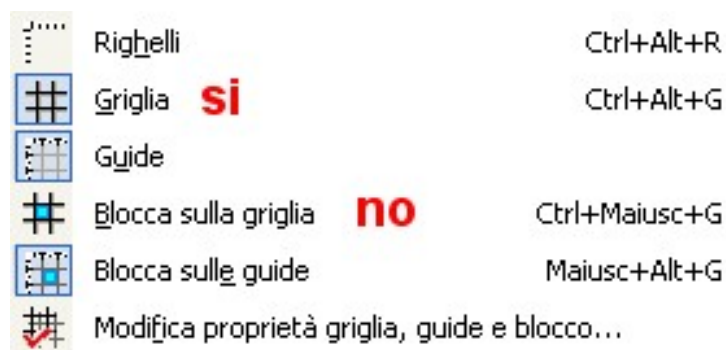 Righelli Ctrl+Alt+R
Griglia si Ctrl+Alt+G
Guide
Blocca sulla griglia no Ctrl+Maiusc+G
Blocca sulle guide Maiusc+Alt+G
Modifica proprietà griglia, guide e blocco...